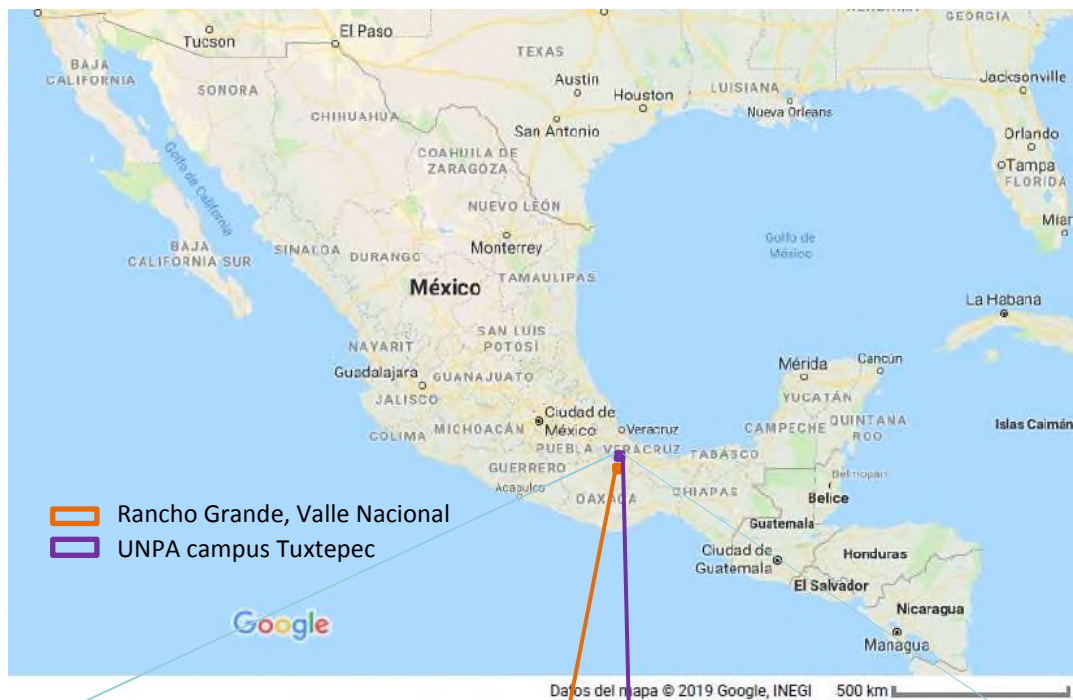 GEORGIA
Tucson
El Paso
TEXAS
BAJA
CALIFORNIA
SONORA
Austin
Houston
LUISIANA
Jacksonville
Nueva Orleans
CHIHUAHUA
San Antonio
Orlando
Tampa
FLORIDA
COAHUILA DE
ZARAGOZA
Golfo de California
NUEVO LEÓN
Miar
BAJA
CALIFORNIA SUR
SINALOA
DURANGO
Monterrey
Golfo de
México
TAMAULIPAS
México
La Habana
SAN LUIS
POTOSÍ
NAYARIT
Guadalajara
GUANAJUATO
Mérida
Cancún
JALISCO
YUCATÁN
Ciudad de
México
COLIMA
MICHOACÁN
Veracruz
CAMPECHE
QUINTANA
ROO
Islas Caimán
PUEBLA
VERACRUZ
TABASCO
GUERRERO
Belmopán
Acapulco
OAXACA
CHIAPAS
Belice
Rancho Grande, Valle Nacional
Guatemala
UNPA campus Tuxtepec
Ciudad de
Guatemala
Honduras
El Salvador
Nicaragua
Google
Managua
Datos del mapa © 2019 Google, INEGI 500 km